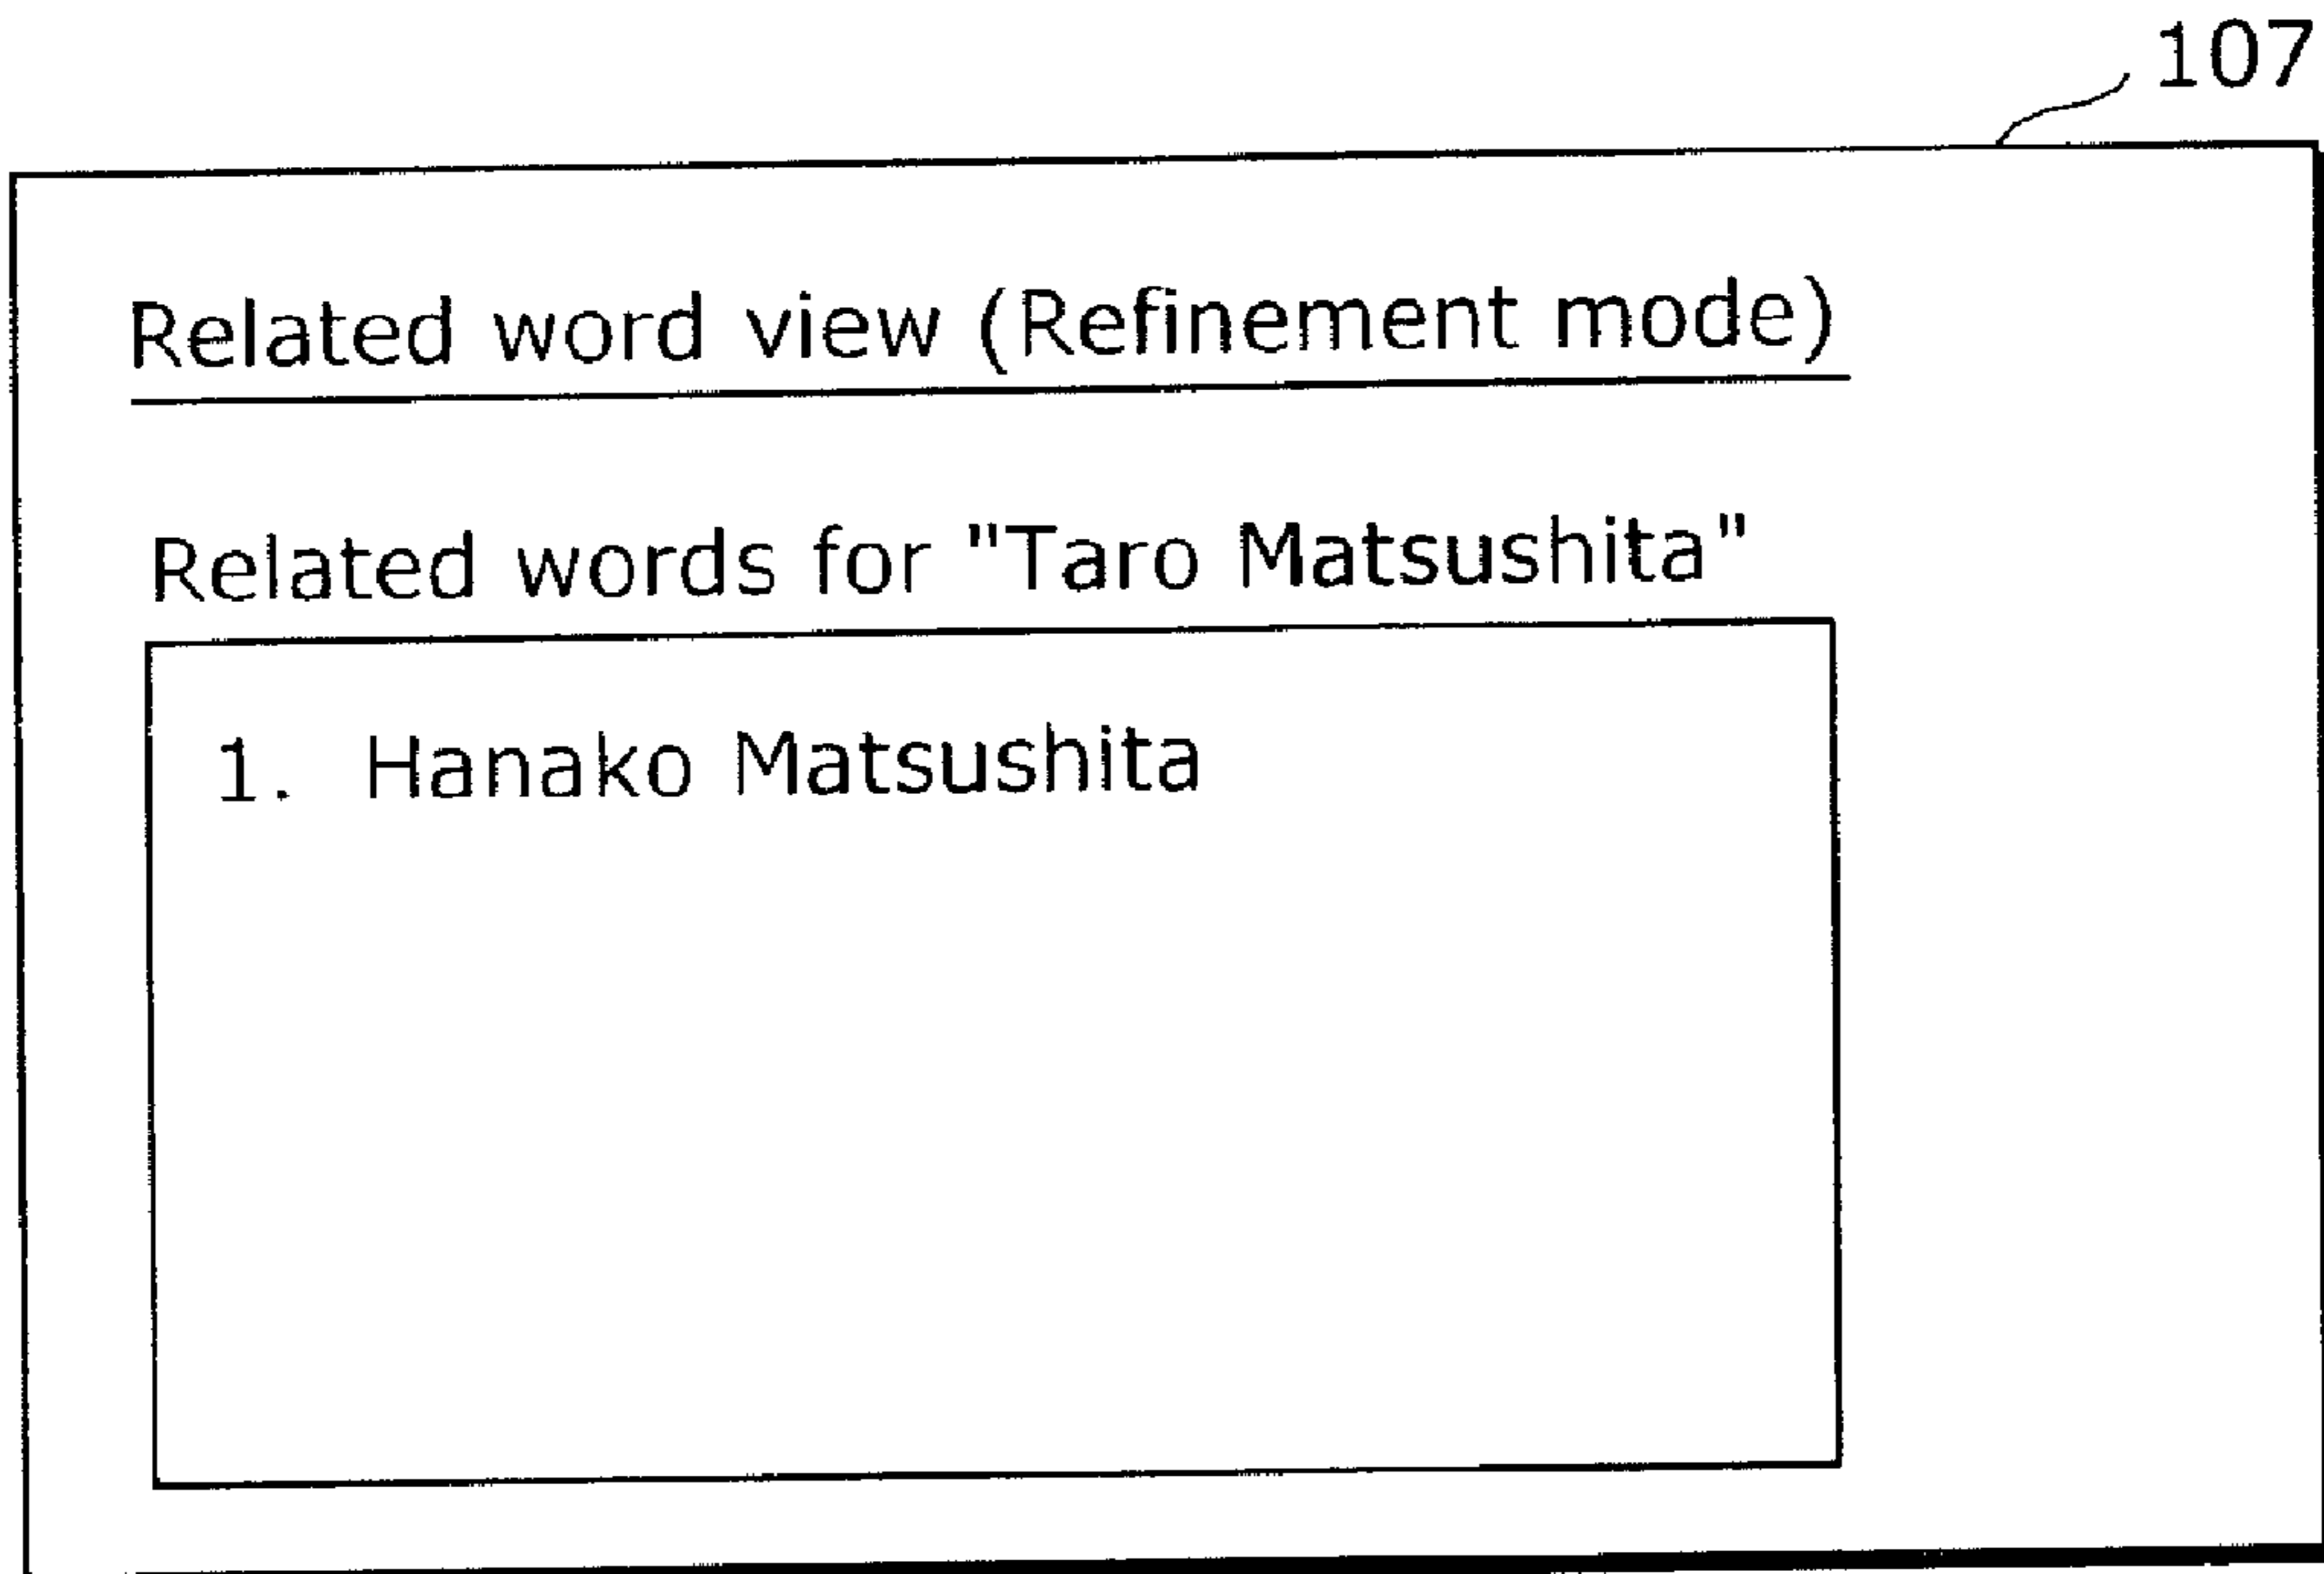 107
Related word view (Refinement mode)
Related words for "Taro Matsushita"
1. Hanako Matsushita